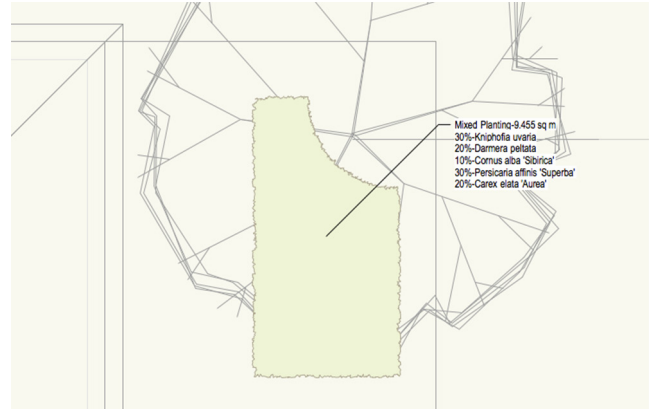 Mixed Planting-9.455 sq m
30%-Kniphofia uvaria
20%-Darmera peltata
10%-Cornus alba 'Sibirica'
30%-Persicaria affinis 'Superba'
20%-Carex elata 'Aurea'